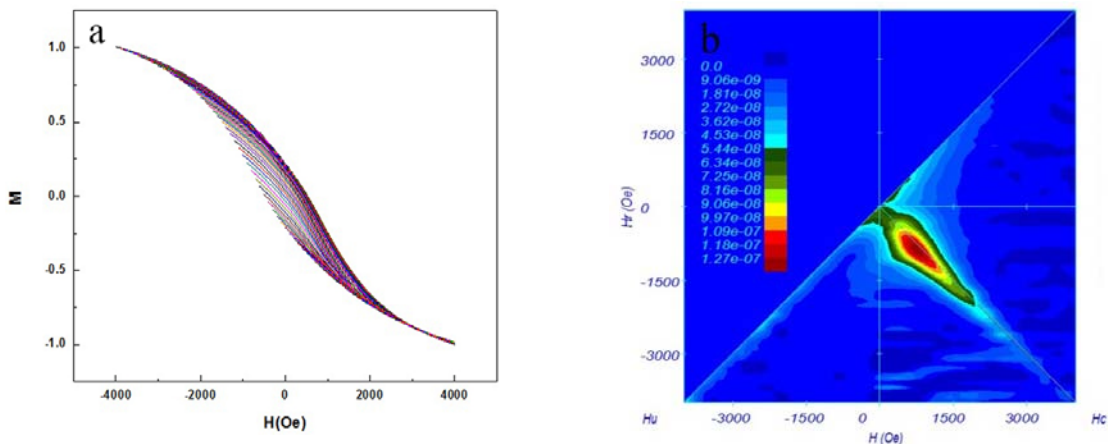 a
1.0
0.5
0.0
-0.5
-1.0
M
-4000 -2000 0 2000 4000
H(Oe)
b
0.0
9.06e-09
1.81e-08
2.72e-08
3.62e-08
4.53e-08
5.44e-08
6.34e-08
7.25e-08
8.16e-08
9.06e-08
9.97e-08
1.09e-07
1.18e-07
1.27e-07
3000
1500
0
-1500
-3000
Hr (Oe)
Hu -3000 -1500 0 1500 3000 Hc
H (Oe)